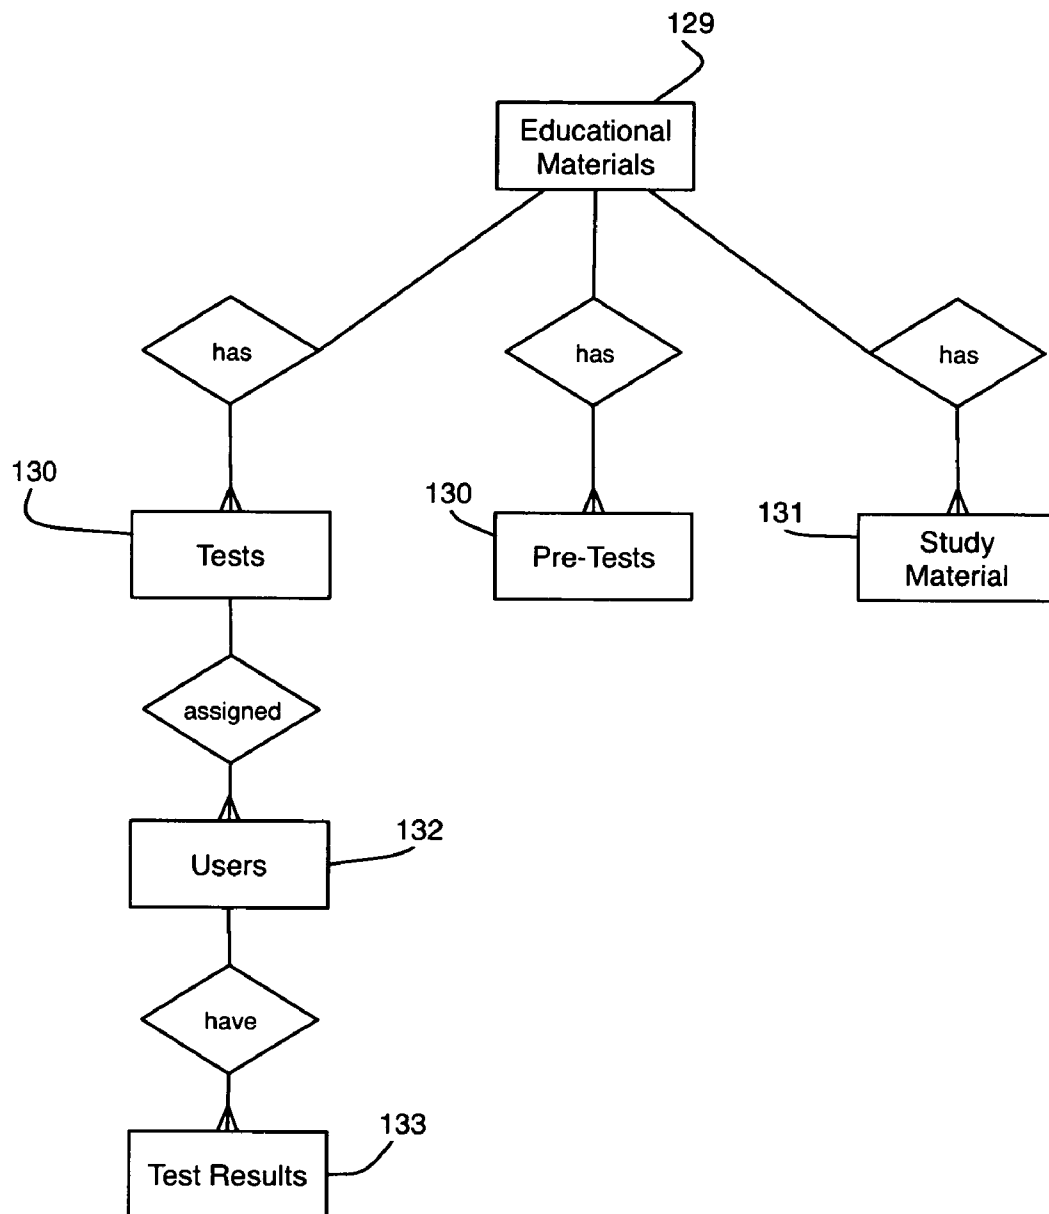 129
Educational
Materials
has
has
has
130
Tests
130
Pre-Tests
131
Study
Material
assigned
Users
132
have
Test Results
133